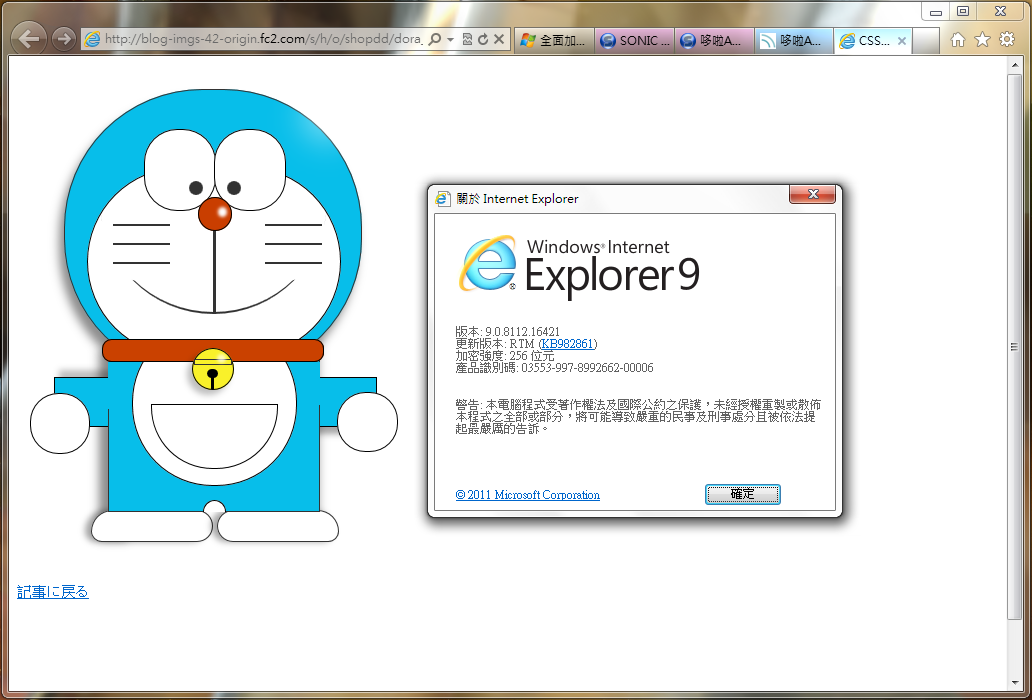 http://blog-imgs-42-origin.fc2.com/s/h/o/shopdd/dora_
全面加...
SONIC ...
哆啦A...
哆啦A...
CSS...
關於 Internet Explorer
Windows® Internet
Explorer 9
版本: 9.0.8112.16421
更新版本: RTM (KB982861)
加密強度: 256 位元
產品識別碼: 03553-997-8992662-00006
警告: 本電腦程式受著作權法及國際公約之保護，未經授權重製或散佈
本程式之全部或部分，將可能導致嚴重的民事及刑事處分且被依法提
起最嚴厲的告訴。
© 2011 Microsoft Corporation
確定
記事に戻る